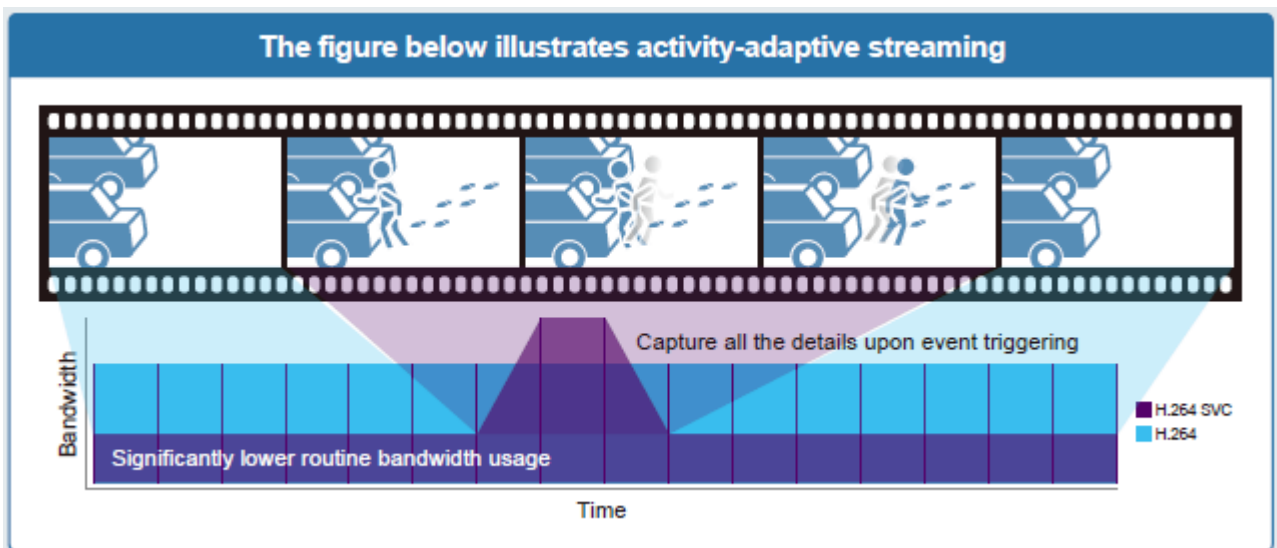 The figure below illustrates activity-adaptive streaming
Capture all the details upon event triggering
Bandwidth
H.264 SVC
H.264
Significantly lower routine bandwidth usage
Time